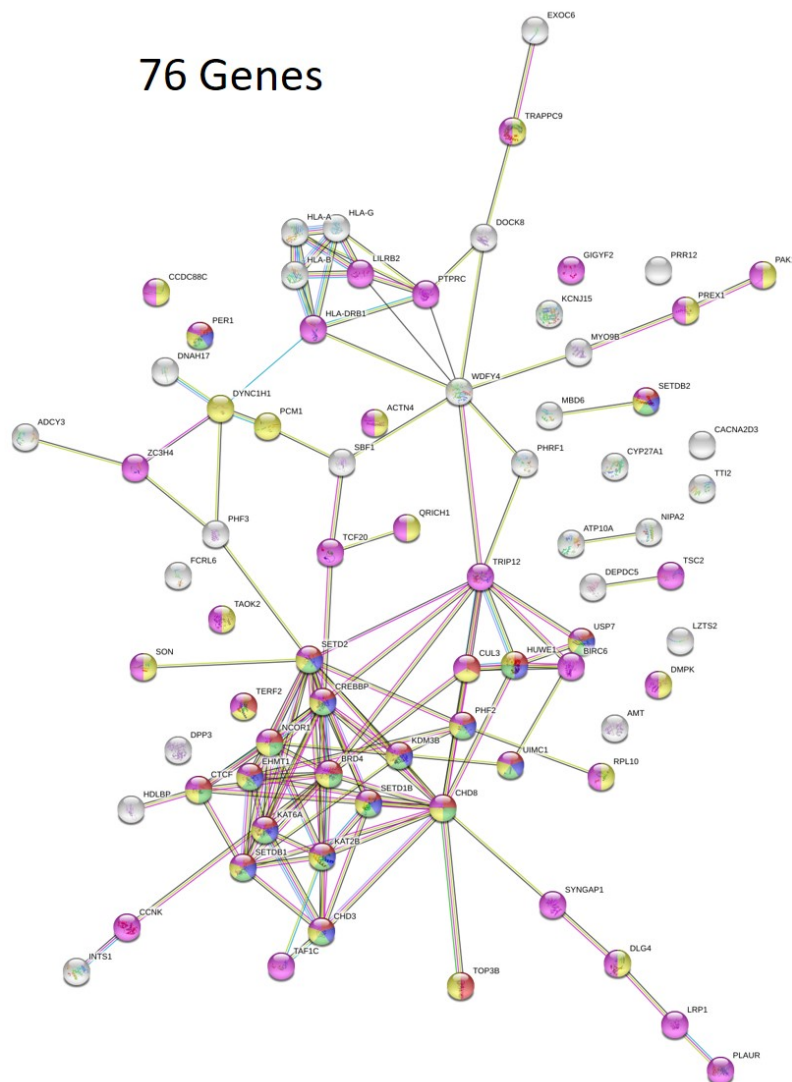 76 Genes
EXOC6
TRAPPC9
HLA-A
HLA-G
DOCK8
HLA-B
LILRB2
PTPRC
GIGYF2
PRR12
PAK
CCDC88C
PREX1
KCNJ15
PER1
HLA-DRB1
MYO9B
DNAH17
WDFY4
SETDB2
DYNC1H1
MBD6
PCM1
ACTN4
ADCY3
CACNA2D3
SBF1
PHRF1
CYP27A1
ZC3H4
TTI2
QRICH1
PHF3
NIPA2
TCF20
ATP10A
FCRL6
TRIP12
DEPDC5
TSC2
TAOK2
USP7
LZTS2
SETD2
CUL3
HUWE1
BIRC6
SON
DMPK
CREBBP
TERF2
PHF2
AMT
NCOR1
DPP3
KDM3B
UIMC1
BRD4
RPL10
EHMT1
CTCF
SETD1B
CHD8
HDLBP
KAT6A
KAT2B
SETDB1
SYNGAP1
CCNK
CHD3
DLG4
INTS1
TAF1C
TOP3B
LRP1
PLAUR